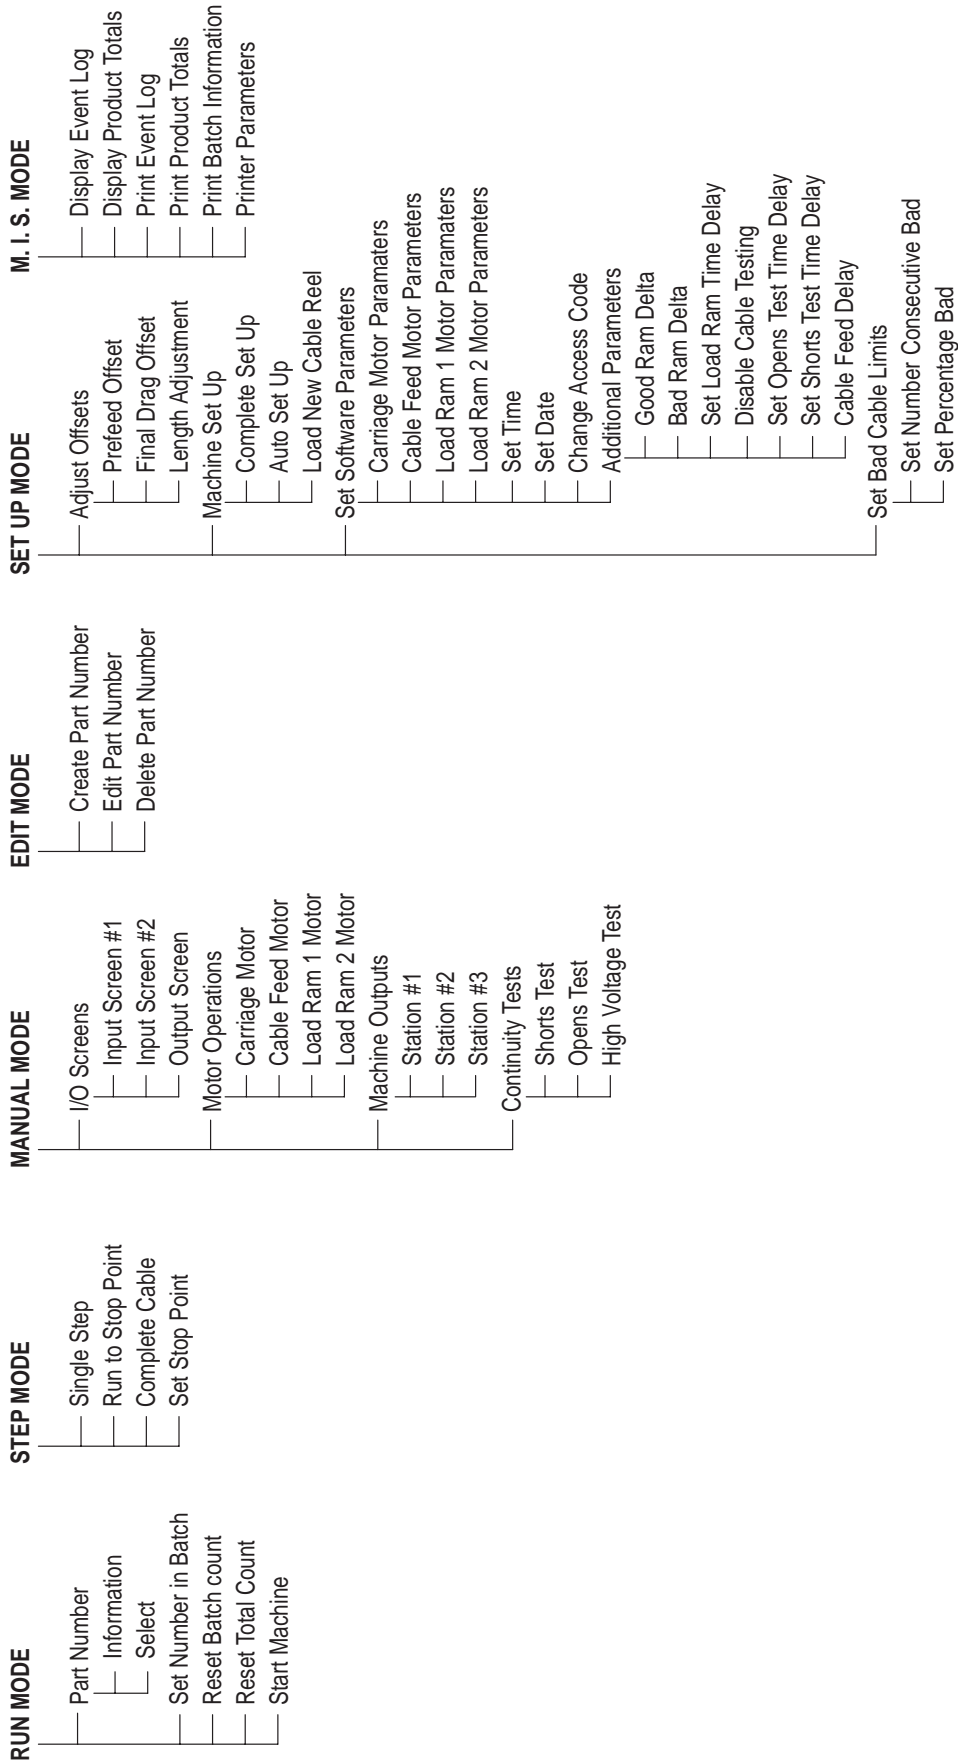 RUN MODE
Part Number
Information
Select
Set Number in Batch
Reset Batch count
Reset Total Count
Start Machine
STEP MODE
Single Step
Run to Stop Point
Complete Cable
Set Stop Point
MANUAL MODE
I/O Screens
Input Screen #1
Input Screen #2
Output Screen
Motor Operations
Carriage Motor
Cable Feed Motor
Load Ram 1 Motor
Load Ram 2 Motor
Machine Outputs
Station #1
Station #2
Station #3
Continuity Tests
Shorts Test
Opens Test
High Voltage Test
EDIT MODE
Create Part Number
Edit Part Number
Delete Part Number
SET UP MODE
Adjust Offsets
Prefeed Offset
Final Drag Offset
Length Adjustment
Machine Set Up
Complete Set Up
Auto Set Up
Load New Cable Reel
Set Software Parameters
Carriage Motor Paramaters
Cable Feed Motor Parameters
Load Ram 1 Motor Paramaters
Load Ram 2 Motor Parameters
Set Time
Set Date
Change Access Code
Additional Parameters
Good Ram Delta
Bad Ram Delta
Set Load Ram Time Delay
Disable Cable Testing
Set Opens Test Time Delay
Set Shorts Test Time Delay
Cable Feed Delay
Set Bad Cable Limits
Set Number Consecutive Bad
Set Percentage Bad
M. I. S. MODE
Display Event Log
Display Product Totals
Print Event Log
Print Product Totals
Print Batch Information
Printer Parameters